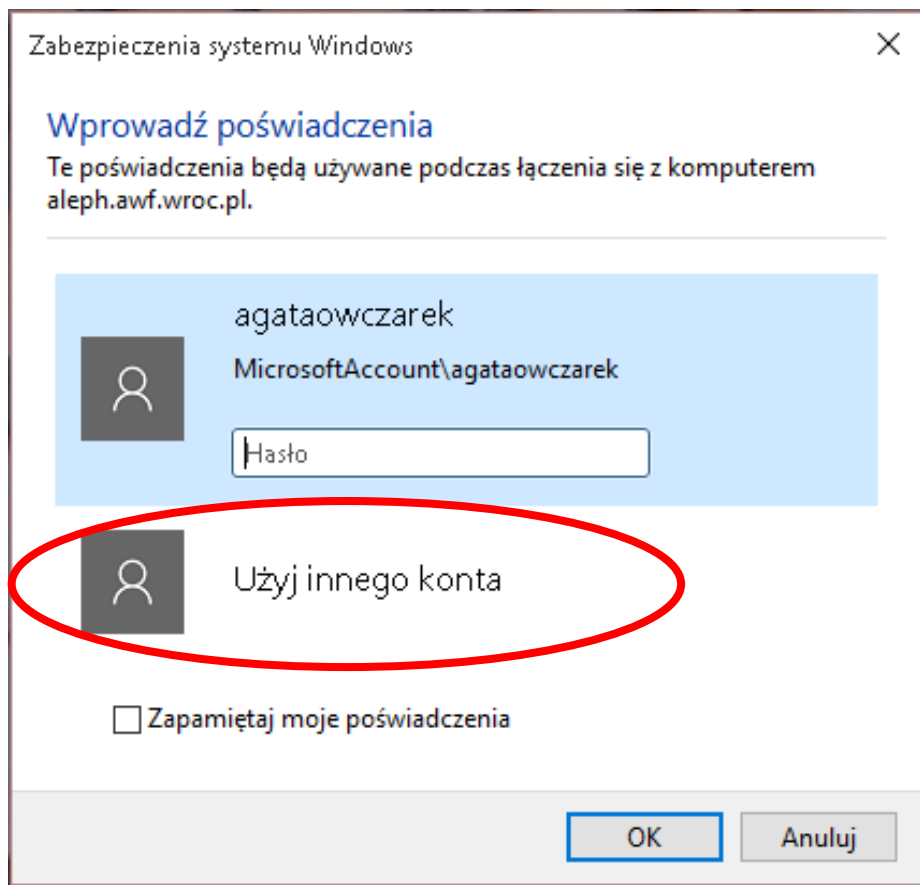 Zabezpieczenia systemu Windows
Wprowadź poświadczenia
Te poświadczenia będą używane podczas łączenia się z komputerem
aleph.awf.wroc.pl.
agataowczarek
MicrosoftAccount\agataowczarek
Hasło
Użyj innego konta
Zapamiętaj moje poświadczenia
OK
Anuluj